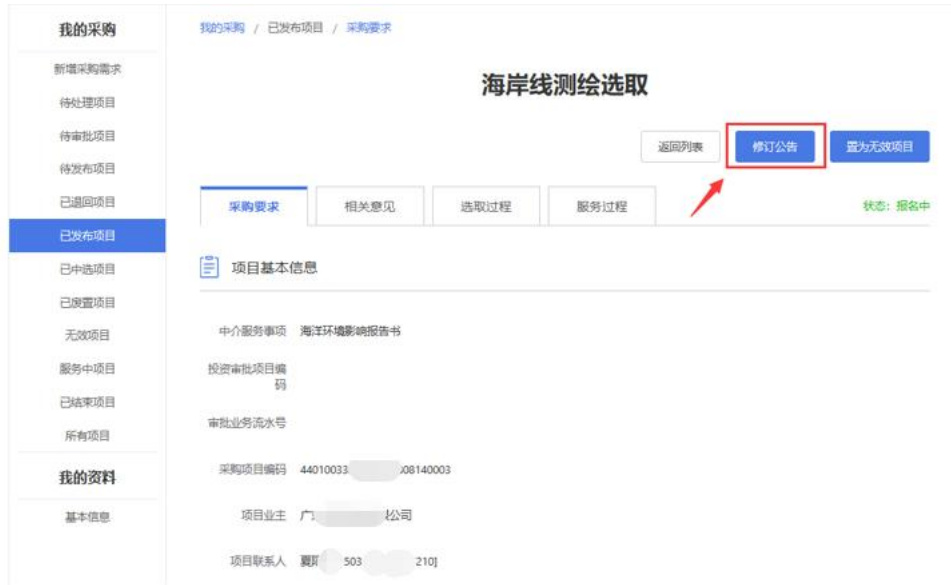 我的采购
新增采购需求
待处理项目
待审批项目
待发布项目
已退回项目
已发布项目
已中选项目
已废置项目
无效项目
服务中项目
已结束项目
所有项目
我的资料
基本信息
我的采购 / 已发布项目 / 采购要求
海岸线测绘选取
返回列表 修订公告 置为无效项目
采购要求 相关意见 选取过程 服务过程 状态：报名中
项目基本信息
中介服务事项 海洋环境影响报告书
投资审批项目编
码
审批业务流水号
采购项目编码 44010033 08140003
项目业主 广 公司
项目联系人 夏 503 210]